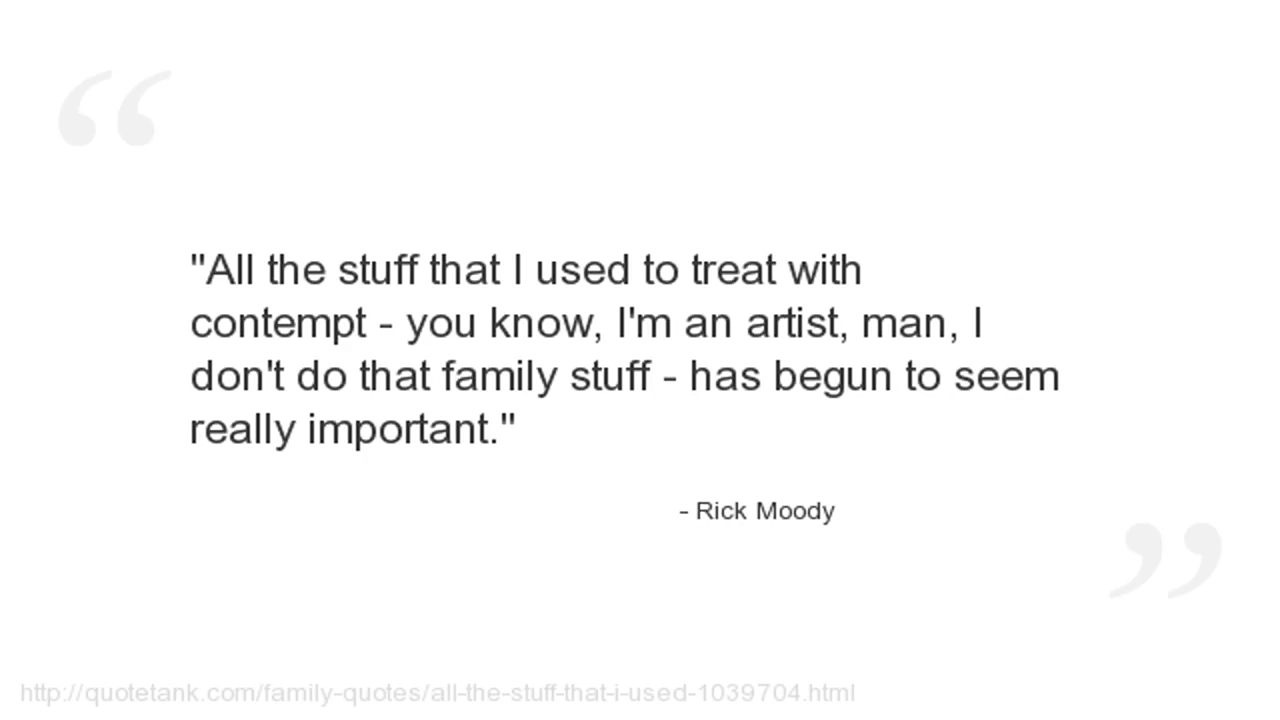 "All the stuff that I used to treat with
contempt - you know, I'm an artist, man, I
don't do that family stuff - has begun to seem
really important."
- Rick Moody
http://quotetank.com/family-quotes/all-the-stuff-that-i-used-1039704.html